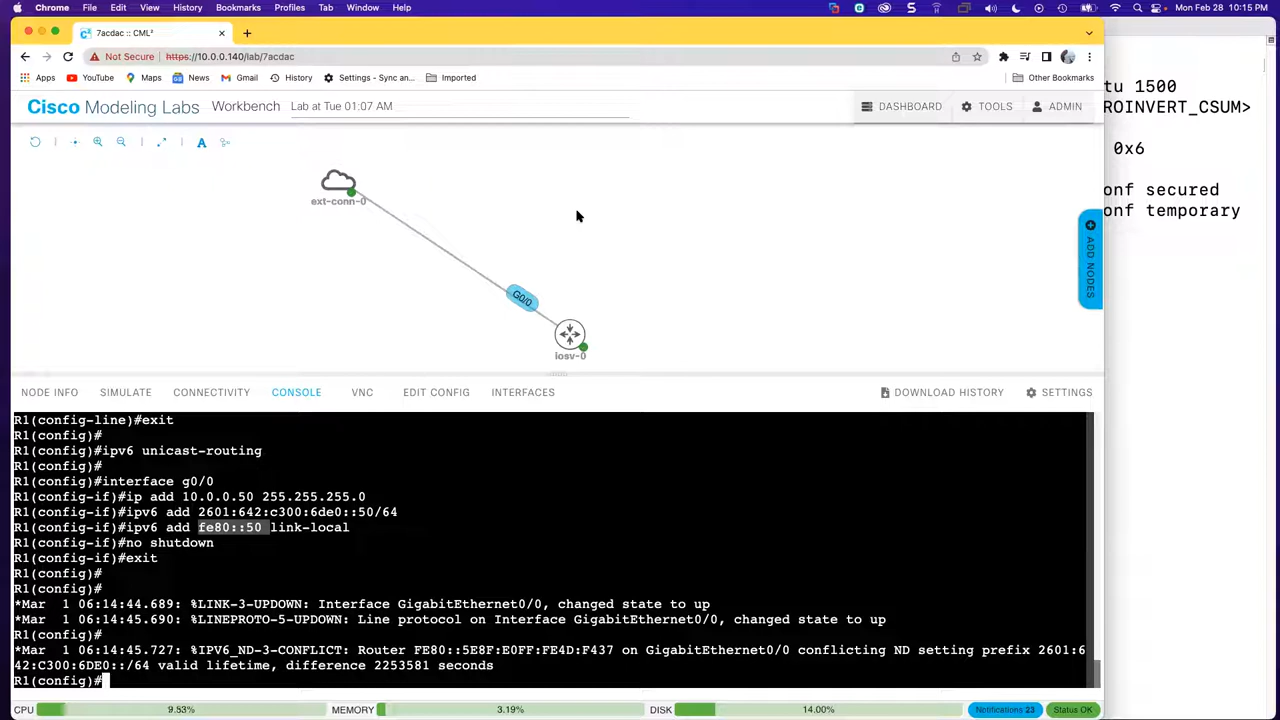 Chrome File Edit View History Bookmarks Profiles Tab Window Help Mon Feb 28 10:15 PM
7acdac :: CML²
Not Secure https://10.0.0.140/lab/7acdac
Apps YouTube Maps News Gmail History Settings - Sync an... Imported Other Bookmarks
Cisco Modeling Labs Workbench Lab at Tue 01:07 AM DASHBOARD TOOLS ADMIN
tu 1500
ROINVERT_CSUM>
0x6
onf secured
onf temporary
A
ext-conn-0
G0/0
iosv-0
ADD NODES
NODE INFO SIMULATE CONNECTIVITY CONSOLE VNC EDIT CONFIG INTERFACES DOWNLOAD HISTORY SETTINGS
R1(config-line)#exit
R1(config)#
R1(config)#ipv6 unicast-routing
R1(config)#
R1(config)#interface g0/0
R1(config-if)#ip add 10.0.0.50 255.255.255.0
R1(config-if)#ipv6 add 2601:642:c300:6de0::50/64
R1(config-if)#ipv6 add fe80::50 link-local
R1(config-if)#no shutdown
R1(config-if)#exit
R1(config)#
R1(config)#
*Mar  1 06:14:44.689: %LINK-3-UPDOWN: Interface GigabitEthernet0/0, changed state to up
*Mar  1 06:14:45.690: %LINEPROTO-5-UPDOWN: Line protocol on Interface GigabitEthernet0/0, changed state to up
R1(config)#
*Mar  1 06:14:45.727: %IPV6_ND-3-CONFLICT: Router FE80::5E8F:E0FF:FE4D:F437 on GigabitEthernet0/0 conflicting ND setting prefix 2601:6
42:C300:6DE0::/64 valid lifetime, difference 2253581 seconds
R1(config)#
CPU 9.53% MEMORY 3.19% DISK 14.00% Notifications 23 Status OK